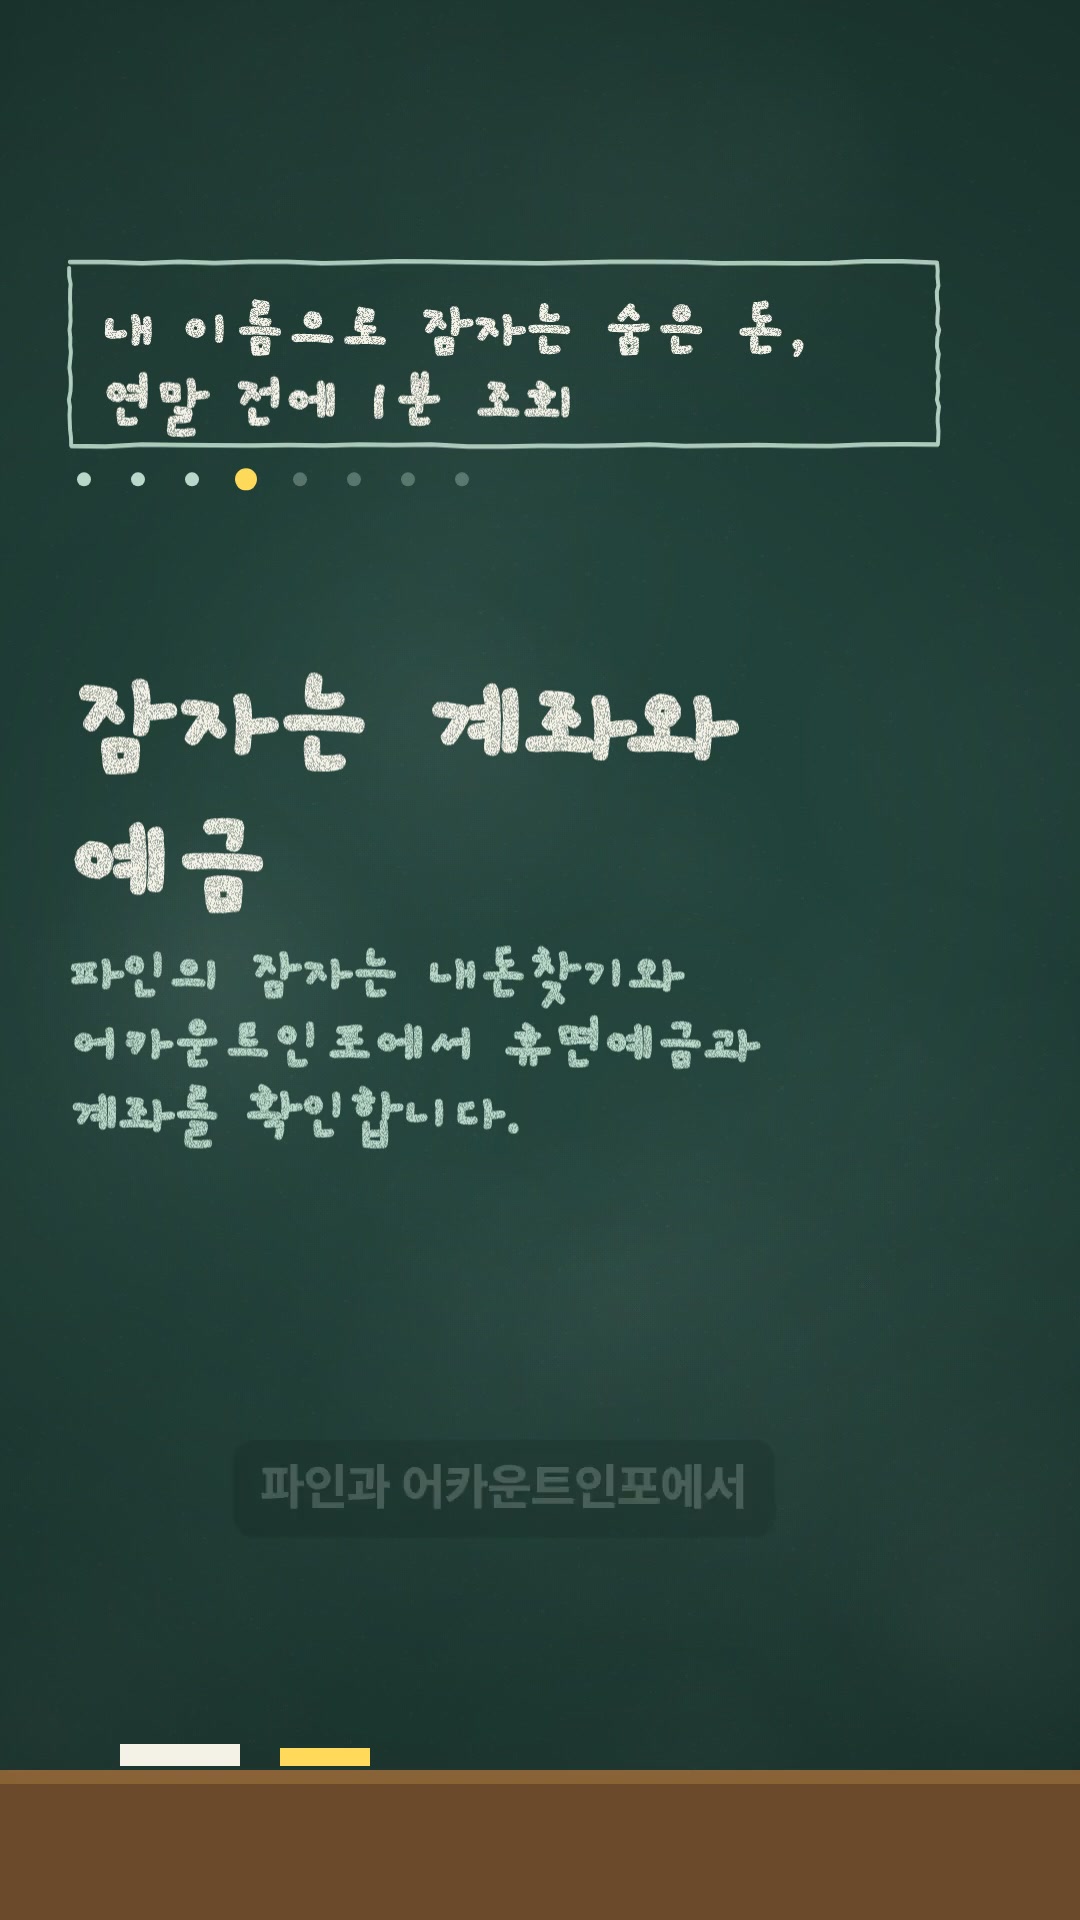 내 이름으로 잠자는 숨은 돈,
연말 전에 1분 조회
잠자는 계좌와
예금
파인의 잠자는 내돈찾기와
어카운트인포에서 휴면예금과
계좌를 확인합니다.
파인과 어카운트인포에서